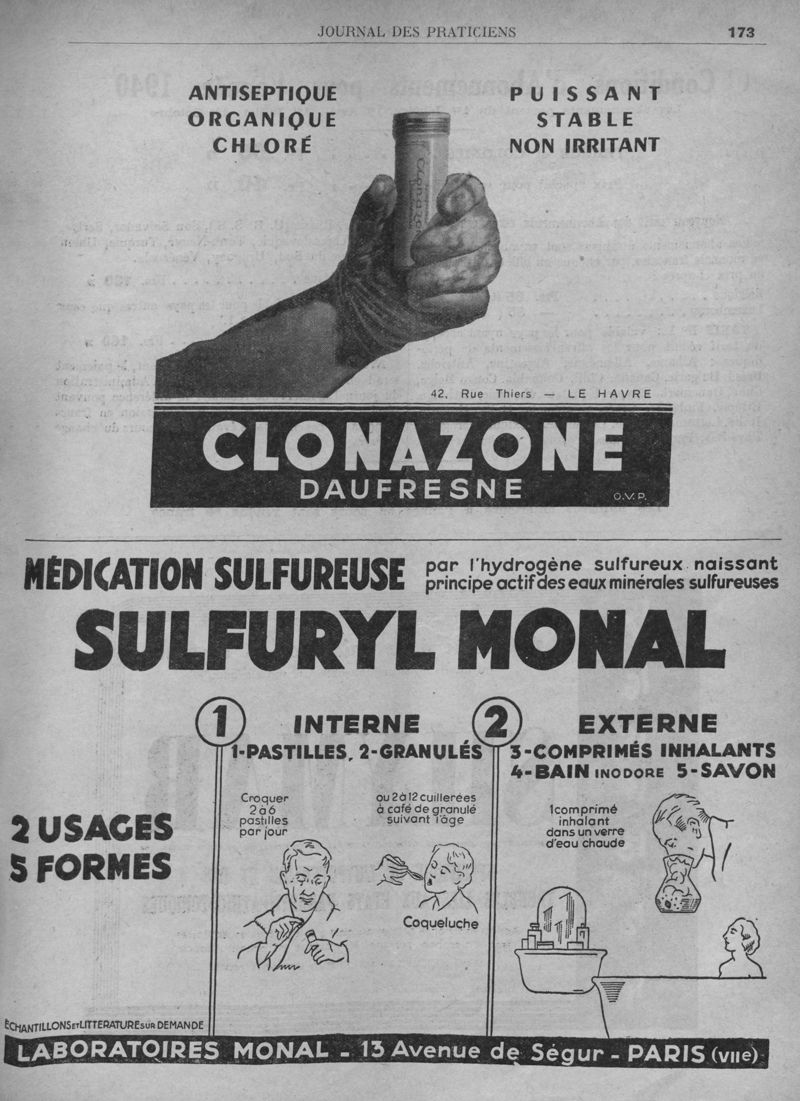 JOURNAL DES PRATICIENS 173
ANTISEPTIQUE
ORGANIQUE
CHLORÉ
PUISSANT
STABLE
NON IRRITANT
Clonazone
42, Rue Thiers — LE HAVRE
CLONAZONE
DAUFRESNE
O.V.P.
MÉDICATION SULFUREUSE
par l'hydrogène sulfureux naissant
principe actif des eaux minérales sulfureuses
SULFURYL MONAL
1 INTERNE
1-PASTILLES, 2-GRANULÉS
2 EXTERNE
3-COMPRIMÉS INHALANTS
4-BAIN INODORE 5-SAVON
2 USAGES
5 FORMES
Croquer
2 à 6
pastilles
par jour
ou 2 à 12 cuillerées
à café de granulé
suivant l'âge
Coqueluche
1 comprimé
inhalant
dans un verre
d'eau chaude
ÉCHANTILLONS ET LITTÉRATURE SUR DEMANDE
LABORATOIRES MONAL - 13 Avenue de Ségur - PARIS (VIIe)